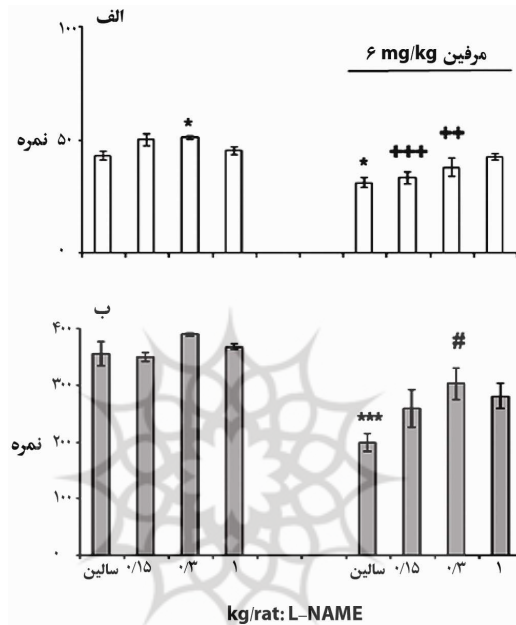 الف
۱۰۰
مرفین ۶ mg/kg
نمره
۵۰
*
*
+++
++
۰
ب
۴۰۰
۳۰۰
نمره
۲۰۰
۱۰۰
۰
***
#
سالین ۰/۱۵ ۰/۳ ۱ سالین ۰/۱۵ ۰/۳ ۱
kg/rat: L-NAME